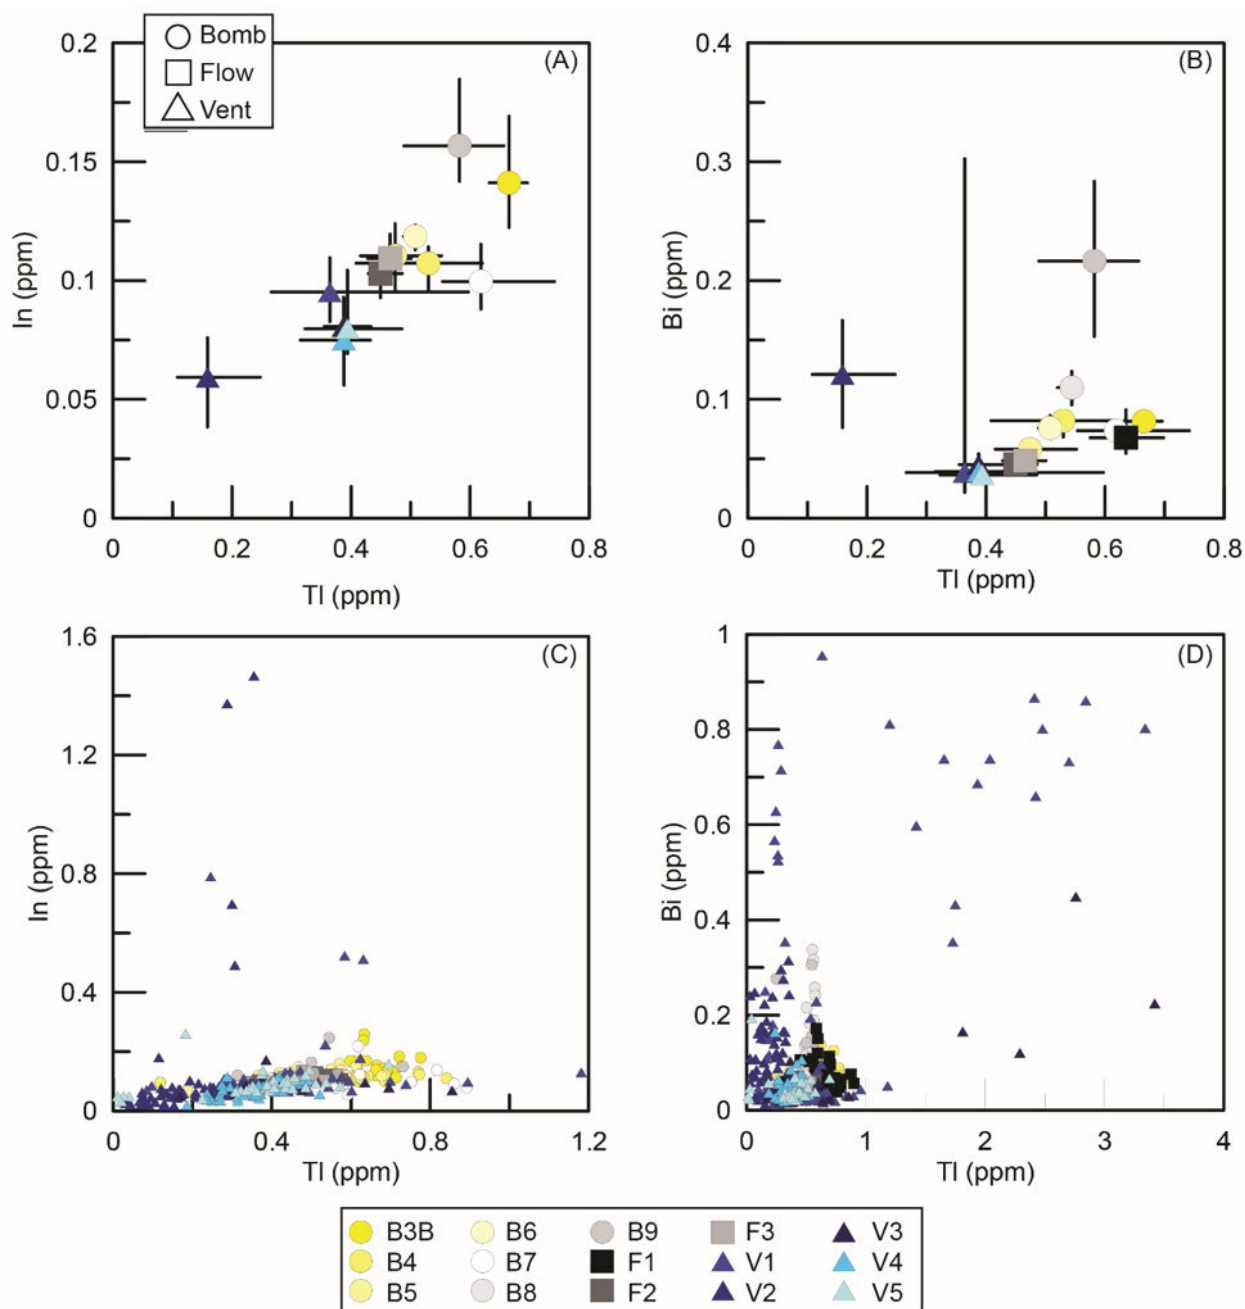 Bomb
Flow
Vent
(A)
0.2
0.15
0.1
0.05
0
In (ppm)
0 0.2 0.4 0.6 0.8
Tl (ppm)
(B)
0.4
0.3
0.2
0.1
0
Bi (ppm)
0 0.2 0.4 0.6 0.8
Tl (ppm)
(C)
1.6
1.2
0.8
0.4
0
In (ppm)
0 0.4 0.8 1.2
Tl (ppm)
(D)
1
0.8
0.6
0.4
0.2
0
Bi (ppm)
0 1 2 3 4
Tl (ppm)
B3B B6 B9 F3 V3
B4 B7 F1 V1 V4
B5 B8 F2 V2 V5